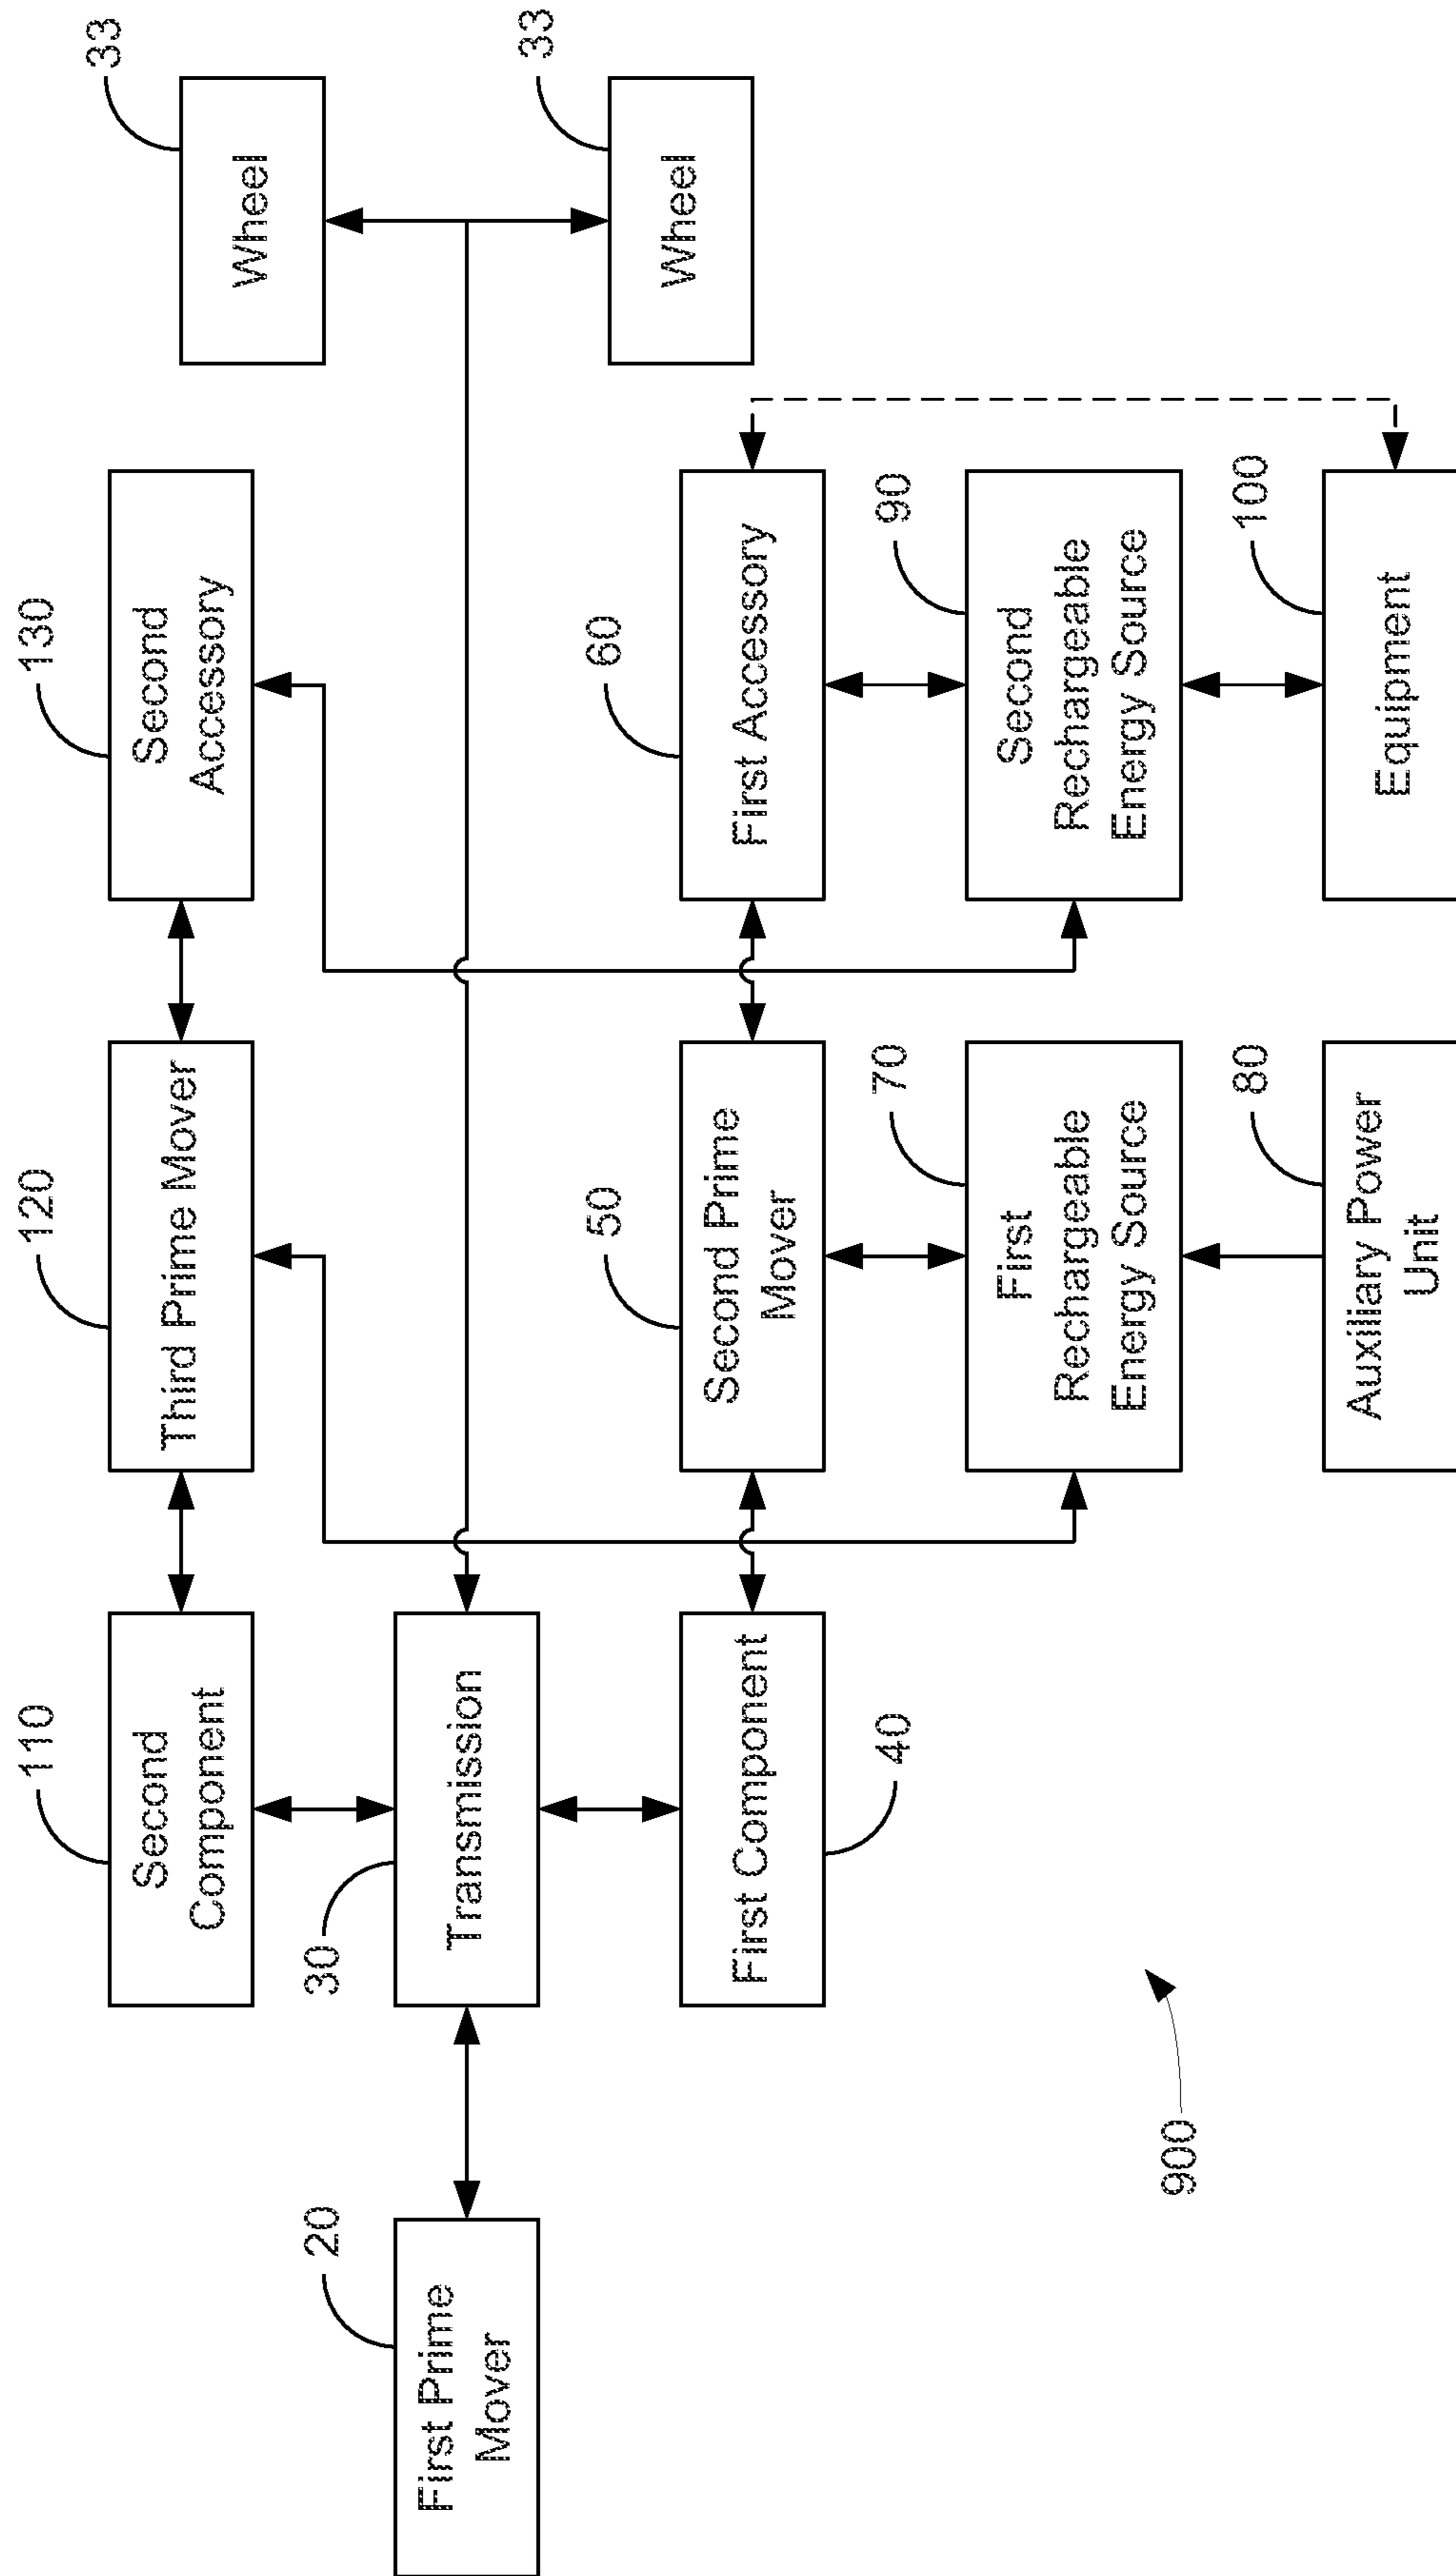 110
Second
Component
120
Third Prime Mover
130
Second
Accessory
33
Wheel
20
First Prime
Mover
30
Transmission
33
Wheel
First Component
40
50
Second Prime
Mover
60
First Accessory
70
First
Rechargeable
Energy Source
90
Second
Rechargeable
Energy Source
900
80
Auxiliary Power
Unit
100
Equipment